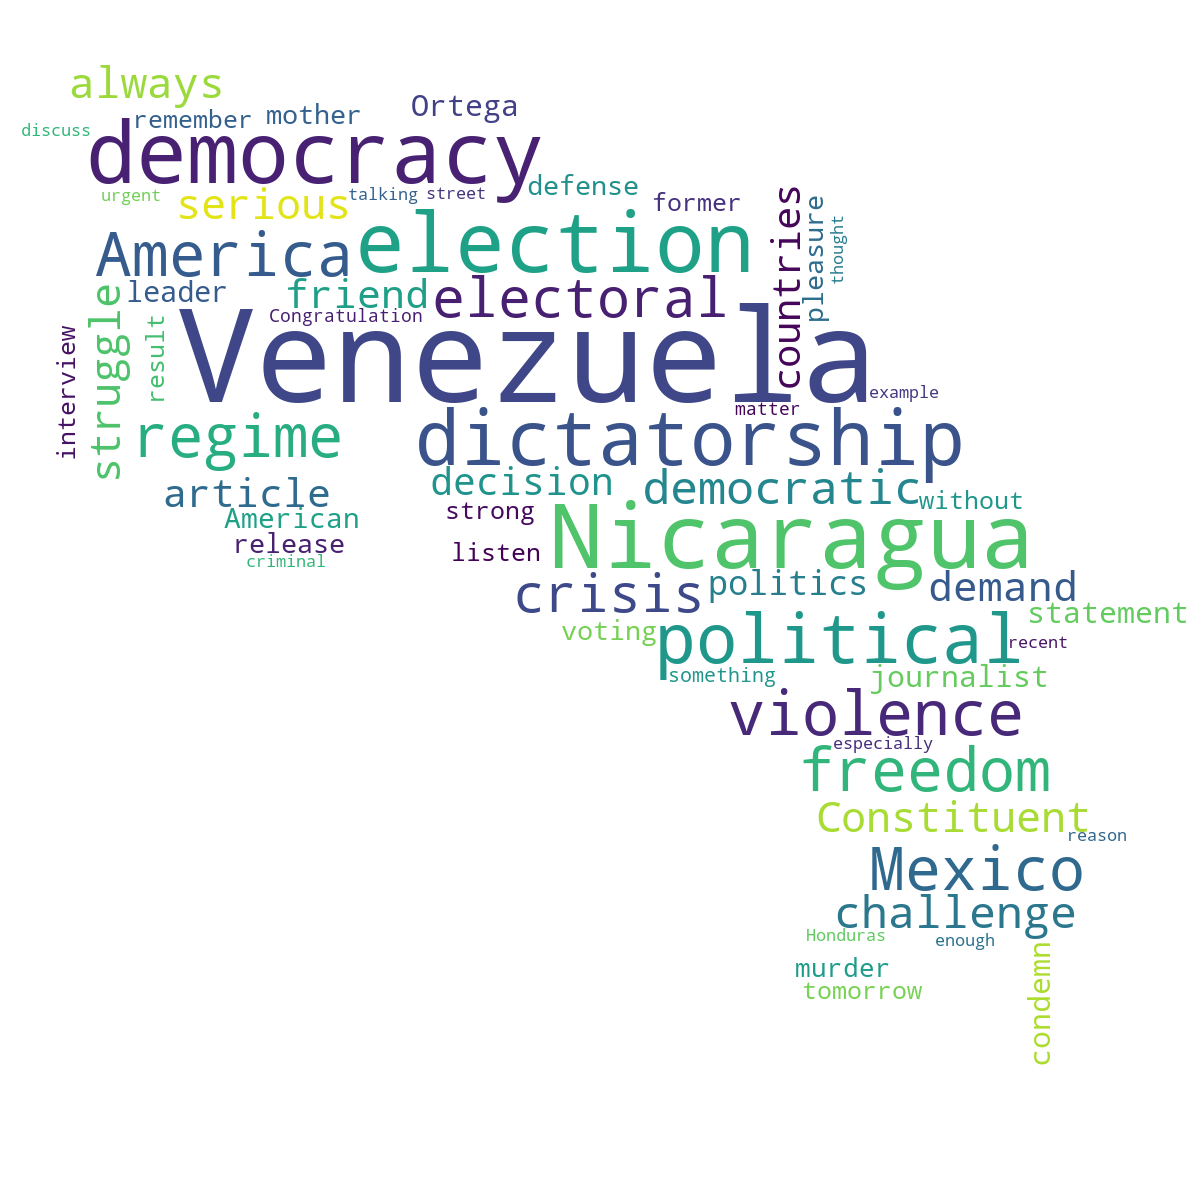 always
Ortega
remember
mother
discuss
democracy
urgent
serious
talking
street
defense
former
countries
pleasure
thought
America
election
leader
friend
electoral
struggle
Congratulation
Venezuela
interview
result
example
matter
regime
dictatorship
decision
democratic
article
without
American
strong
Nicaragua
release
listen
criminal
crisis
politics
demand
statement
voting
political
recent
something
journalist
violence
especially
freedom
Constituent
reason
Mexico
challenge
Honduras
enough
condemn
murder
tomorrow